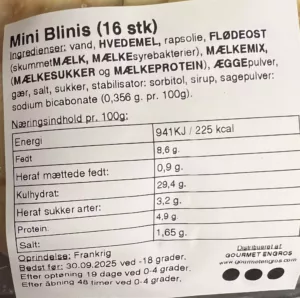 Mini Blinis (16 stk)
Ingredienser: vand, HVEDEMEL, rapsolie, FLØDEOST
(skummetMÆLK, MÆLKEsyrebakterier), MÆLKEMIX,
(MÆLKESUKKER og MÆLKEPROTEIN), ÆGGEpulver,
gær, salt, sukker, stabilisator: sorbitol, sirup, sagepulver:
sodium bicabonate (0,356 g. pr. 100g).
Næringsindhold pr. 100g:
Energi 941KJ / 225 kcal
Fedt 8,6 g.
Heraf mættede fedt: 0,9 g.
Kulhydrat: 29,4 g.
Heraf sukker arter: 3,2 g.
Protein: 4,9 g.
Salt: 1,65 g.
Oprindelse: Frankrig
Bedst før: 30.09.2025 ved -18 grader.
Efter optøning 19 dage ved 0-4 grader.
Efter åbning 48 timer ved 0-4 grader,
Distribueret af
GOURMET ENGROS
www.gourmetengros.com